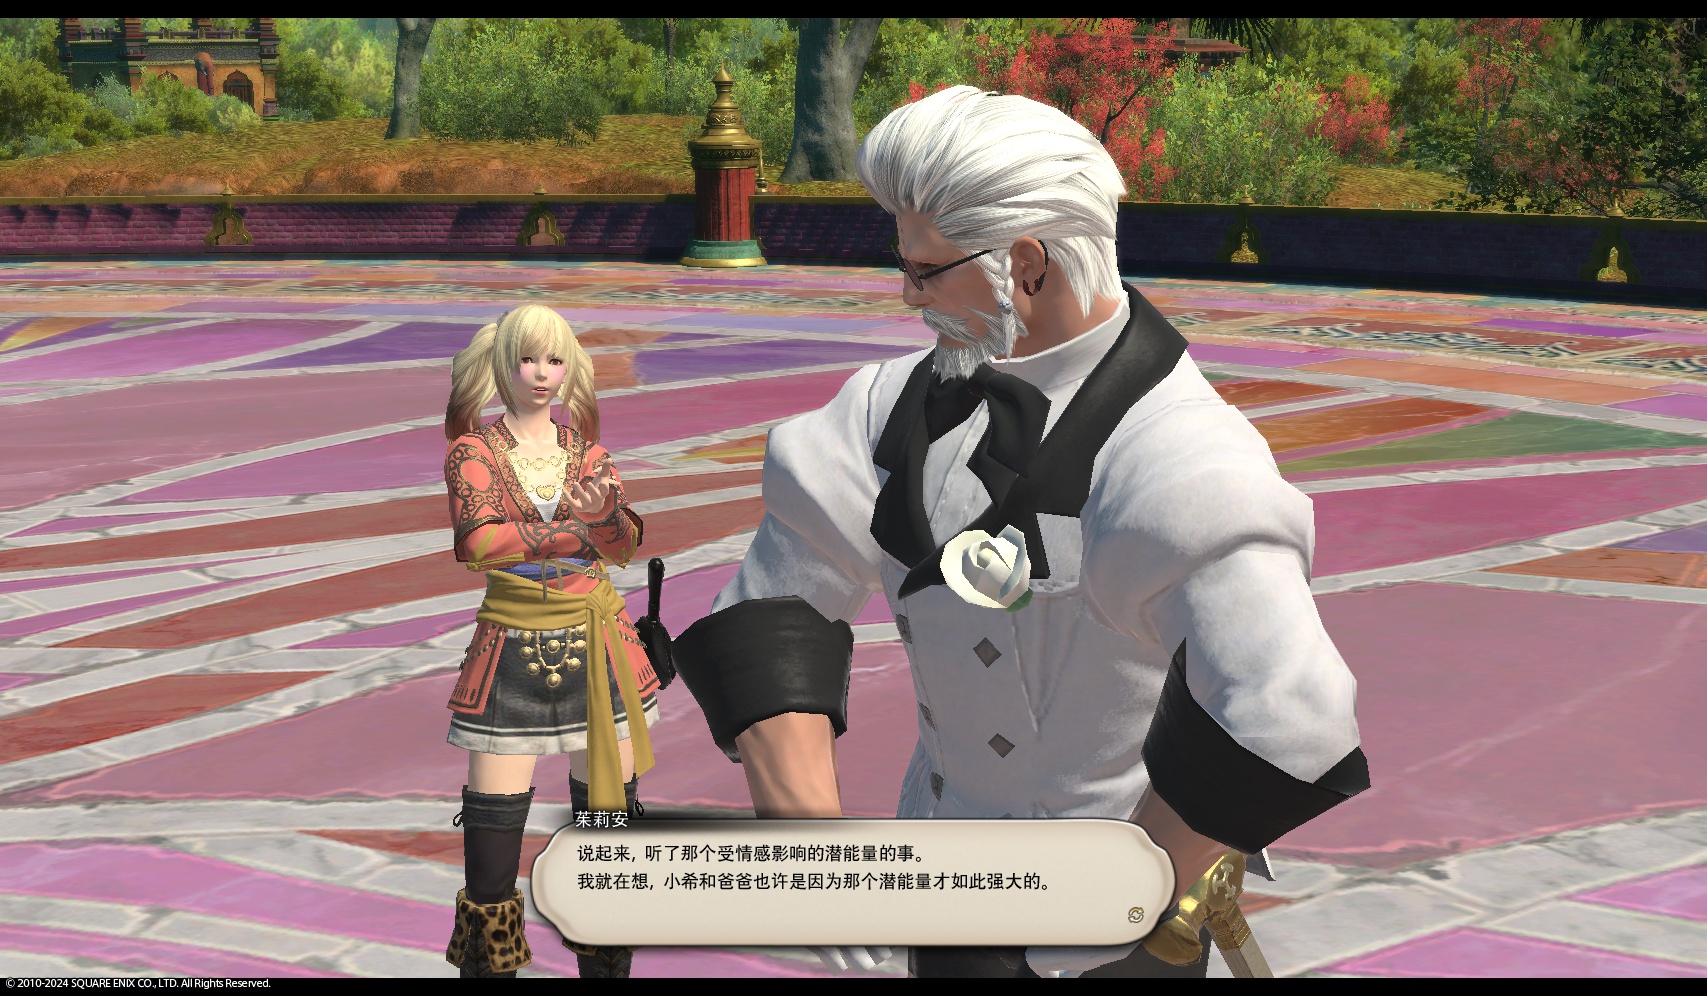 茱莉安
说起来，听了那个受情感影响的潜能量的事。
我就在想，小希和爸爸也许是因为那个潜能量才如此强大的。
© 2010-2024 SQUARE ENIX CO., LTD. All Rights Reserved.